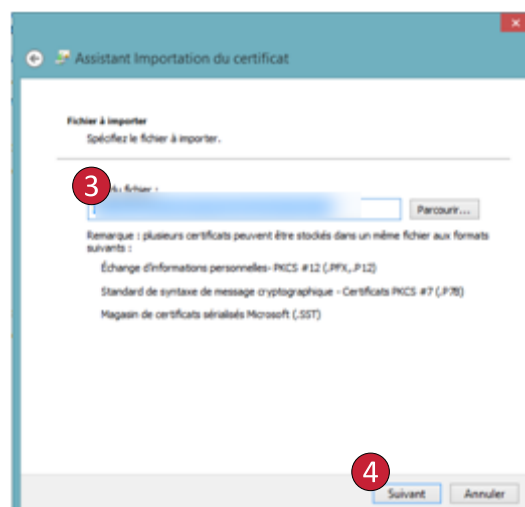 Assistant Importation du certificat
Fichier à importer
Spécifiez le fichier à importer.
3
du fichier :
Parcourir...
Remarque : plusieurs certificats peuvent être stockés dans un même fichier aux formats
suivants :
Échange d'informations personnelles- PKCS #12 (.PFX,.P12)
Standard de syntaxe de message cryptographique - Certificats PKCS #7 (.P7B)
Magasin de certificats sérialisés Microsoft (.SST)
4
Suivant
Annuler